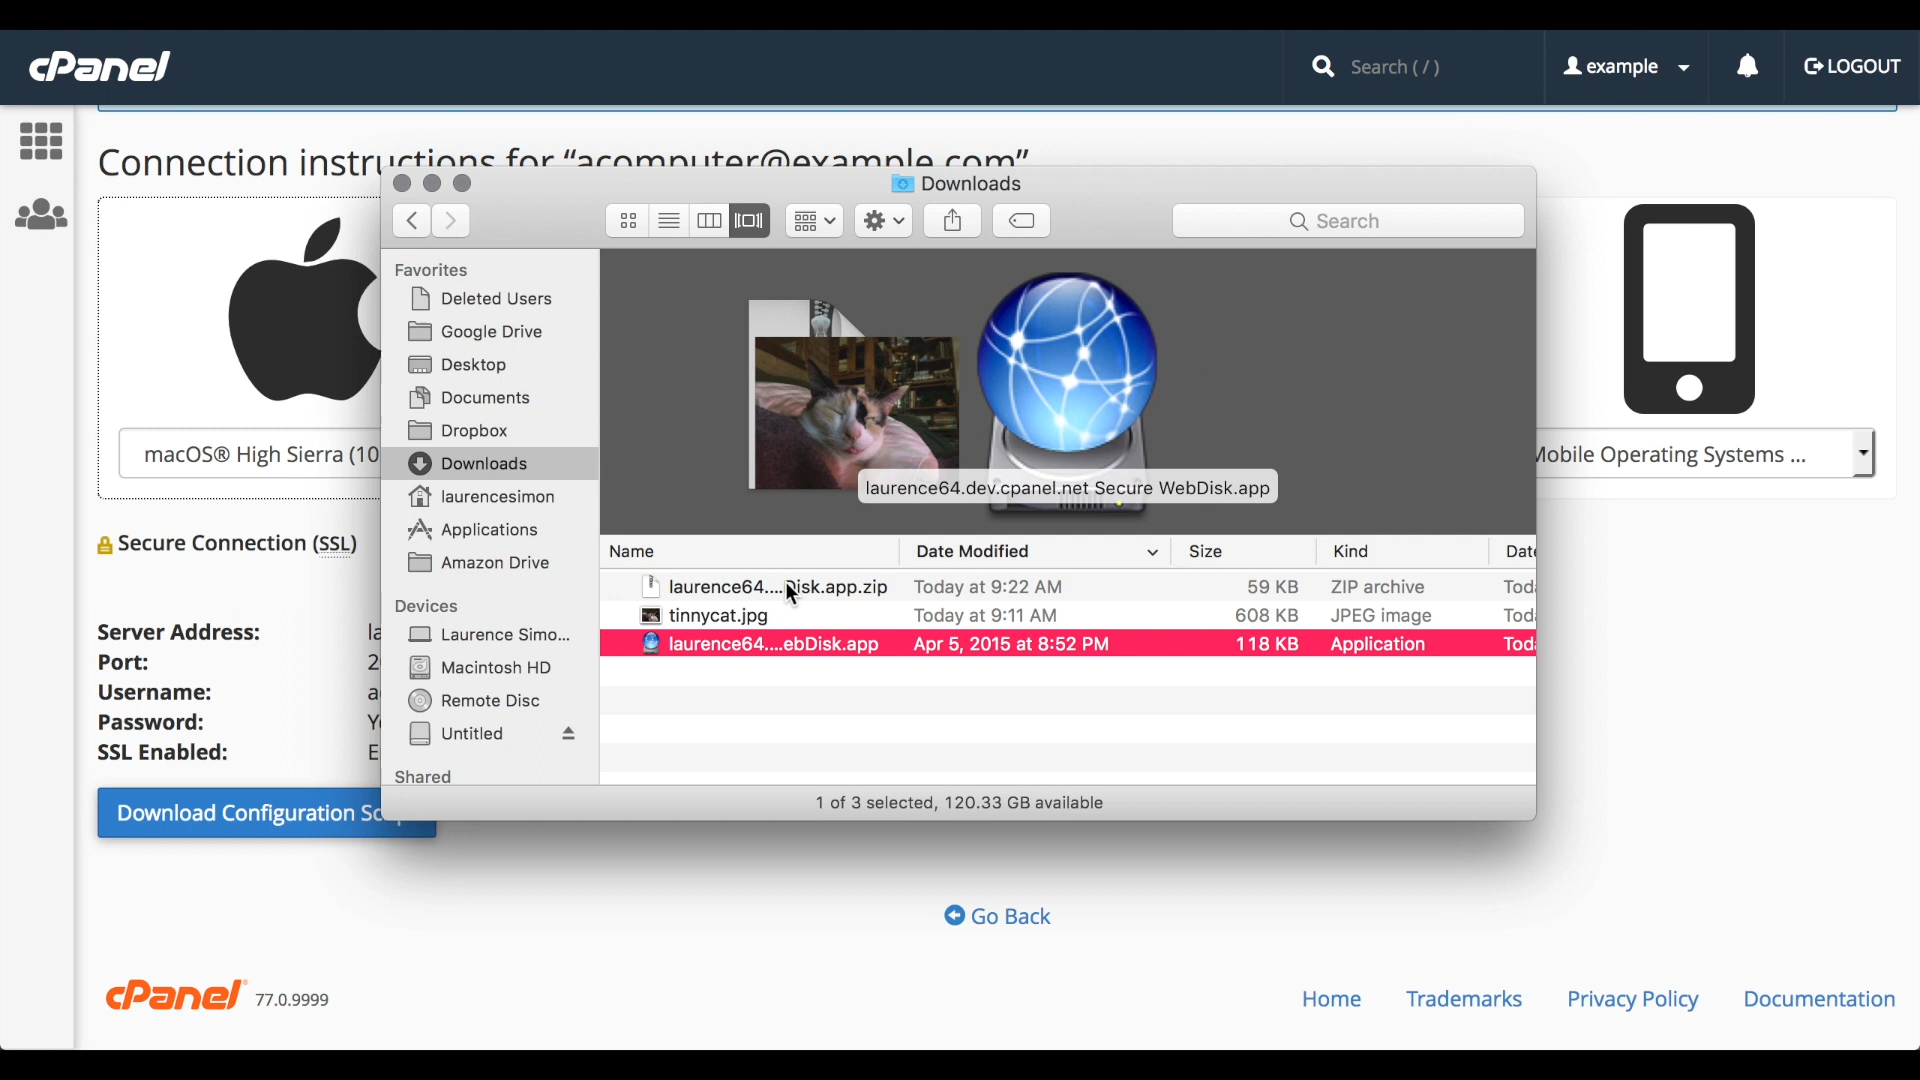 cPanel
Search ( / )
example
LOGOUT
Connection instructions for “acomputer@example.com”
Downloads
Search
Favorites
Deleted Users
Google Drive
Desktop
Documents
Dropbox
Downloads
laurencesimon
Applications
Amazon Drive
Devices
Laurence Simo...
Macintosh HD
Remote Disc
Untitled
Shared
laurence64.dev.cpanel.net Secure WebDisk.app
Name Date Modified Size Kind
laurence64....Disk.app.zip Today at 9:22 AM 59 KB ZIP archive
tinnycat.jpg Today at 9:11 AM 608 KB JPEG image
laurence64....ebDisk.app Apr 5, 2015 at 8:52 PM 118 KB Application
1 of 3 selected, 120.33 GB available
macOS® High Sierra (10
Mobile Operating Systems ...
Secure Connection (SSL)
Server Address:
Port:
Username:
Password:
SSL Enabled:
Download Configuration
Go Back
cPanel 77.0.9999
Home Trademarks Privacy Policy Documentation